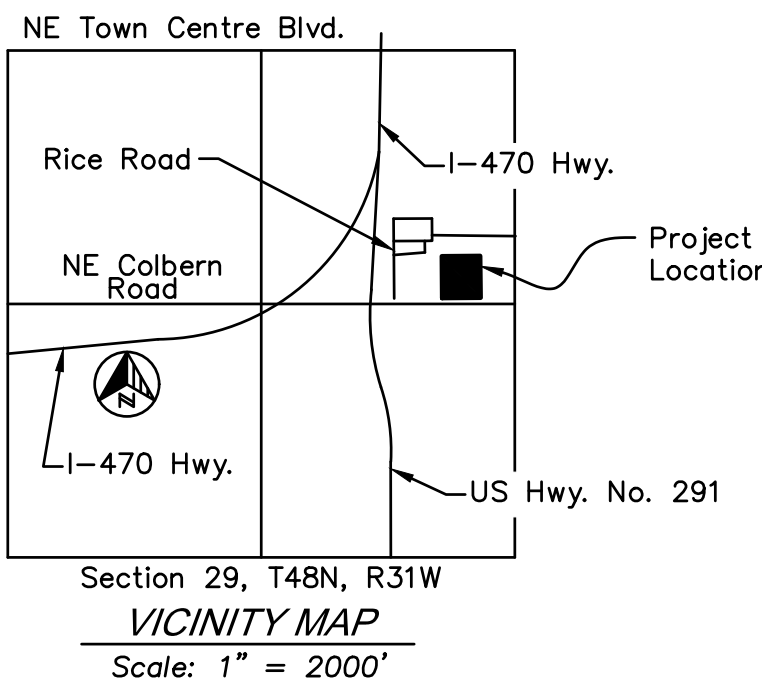 NE Town Centre Blvd.
Rice Road
I-470 Hwy.
Project
Location
NE Colbern
Road
N
I-470 Hwy.
US Hwy. No. 291
Section 29, T48N, R31W
VICINITY MAP
Scale: 1" = 2000'